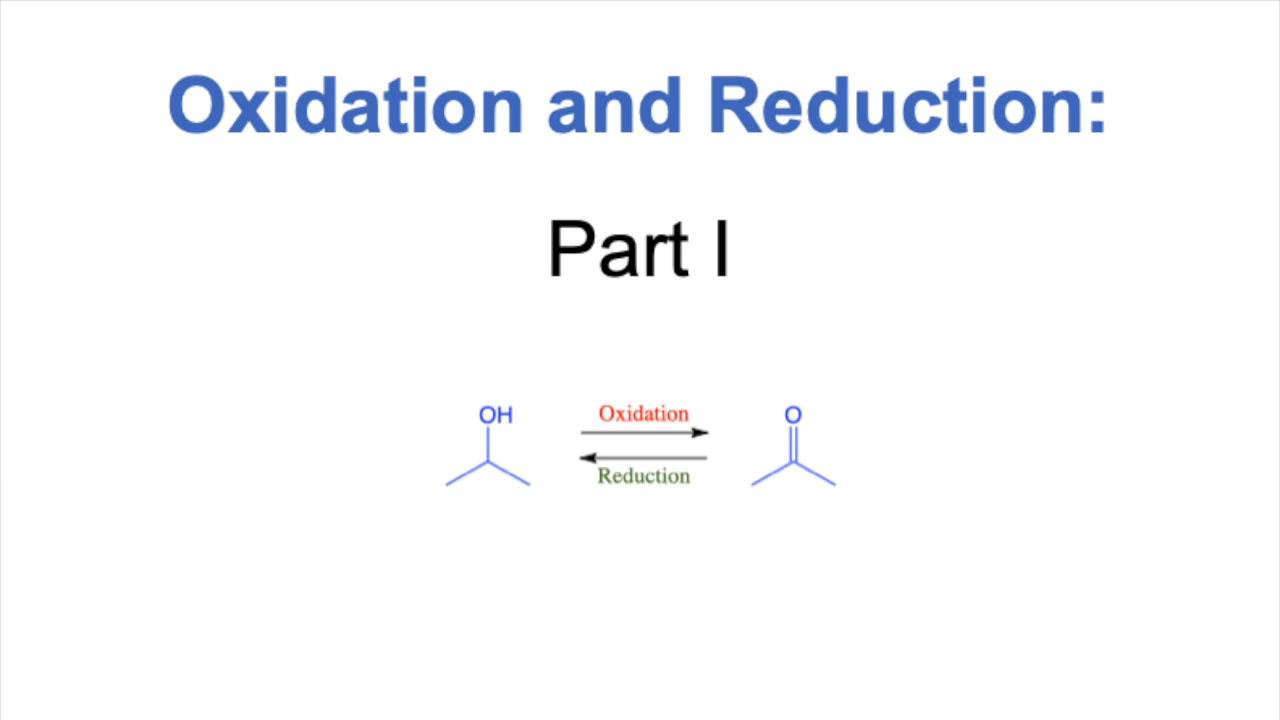 Oxidation and Reduction:
Part I
OH
Oxidation
O
Reduction